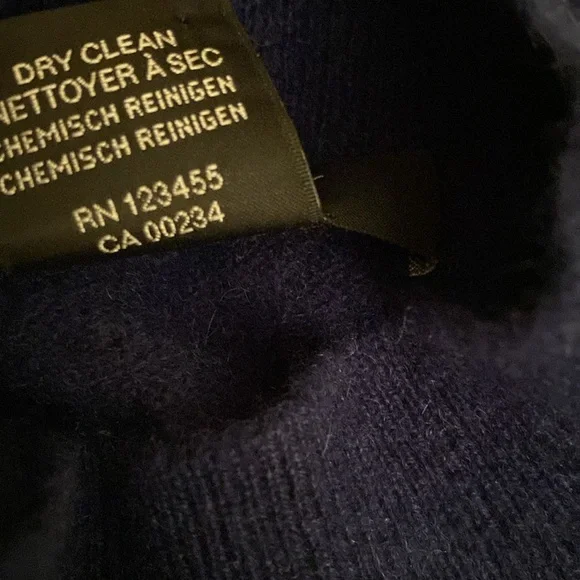 DRY CLEAN
NETTOYER À SEC
CHEMISCH REINIGEN
CHEMISCH REINIGEN
RN 123455
CA 00234